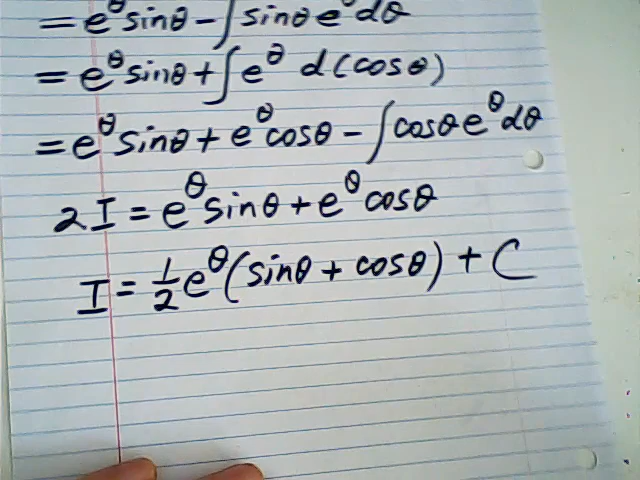 = e^θ sinθ - ∫ sinθ e^θ dθ
= e^θ sinθ + ∫ e^θ d(cosθ)
= e^θ sinθ + e^θ cosθ - ∫ cosθ e^θ dθ
2I = e^θ sinθ + e^θ cosθ
I = 1/2 e^θ (sinθ + cosθ) + C